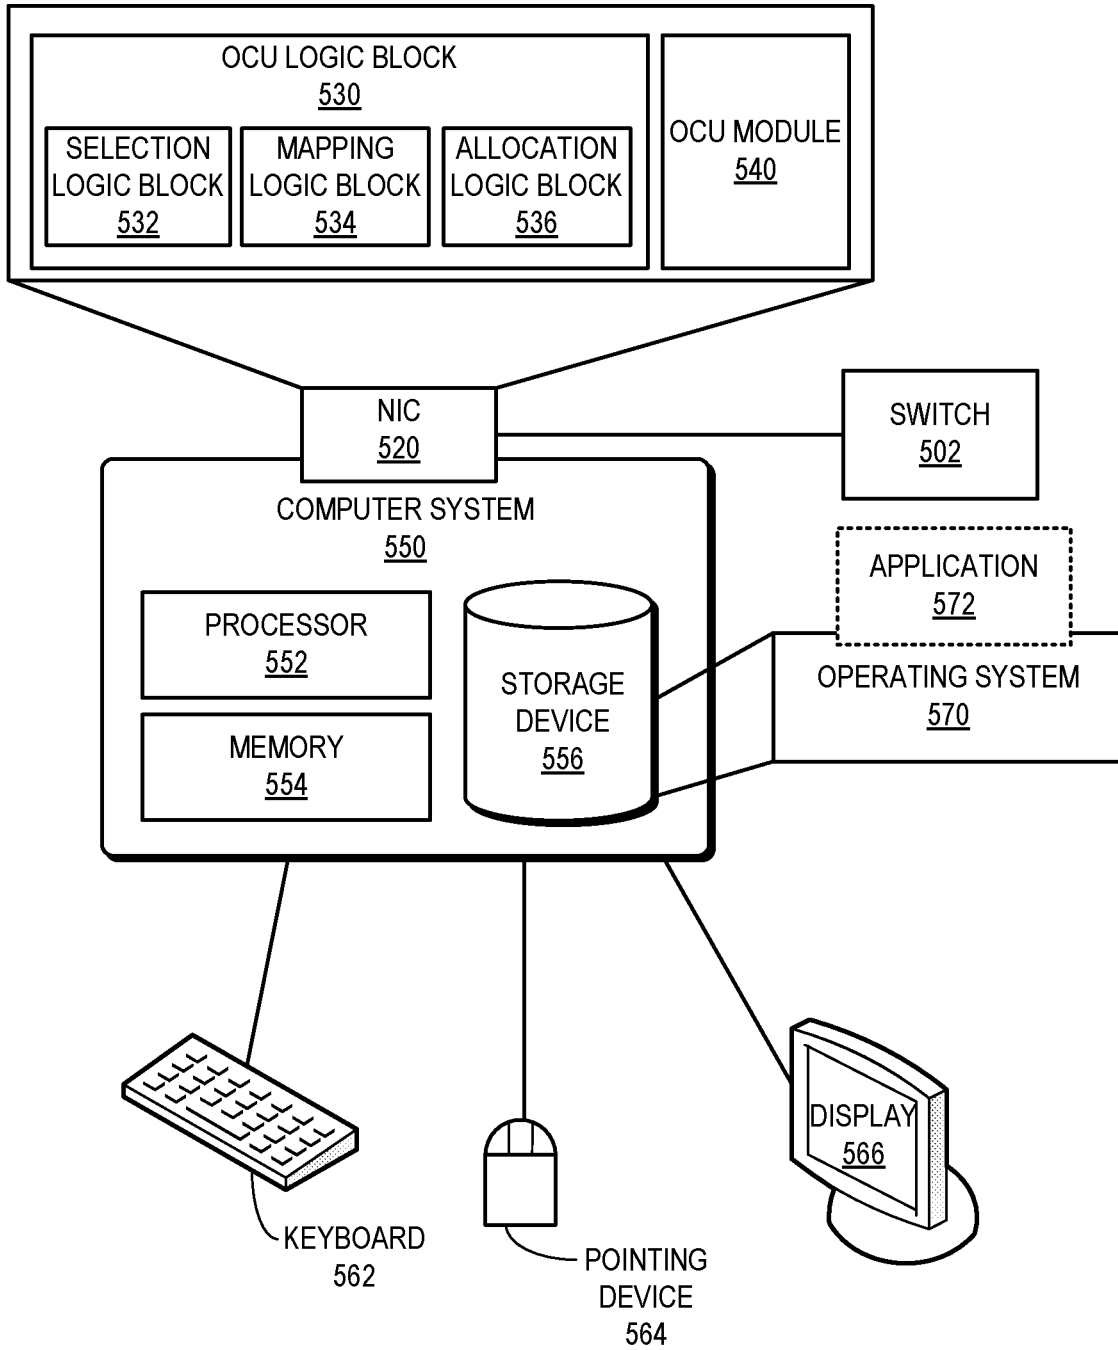 OCU LOGIC BLOCK
530
SELECTION
LOGIC BLOCK
532
MAPPING
LOGIC BLOCK
534
ALLOCATION
LOGIC BLOCK
536
OCU MODULE
540
NIC
520
SWITCH
502
COMPUTER SYSTEM
550
APPLICATION
572
PROCESSOR
552
STORAGE
DEVICE
556
OPERATING SYSTEM
570
MEMORY
554
DISPLAY
566
KEYBOARD
562
POINTING
DEVICE
564